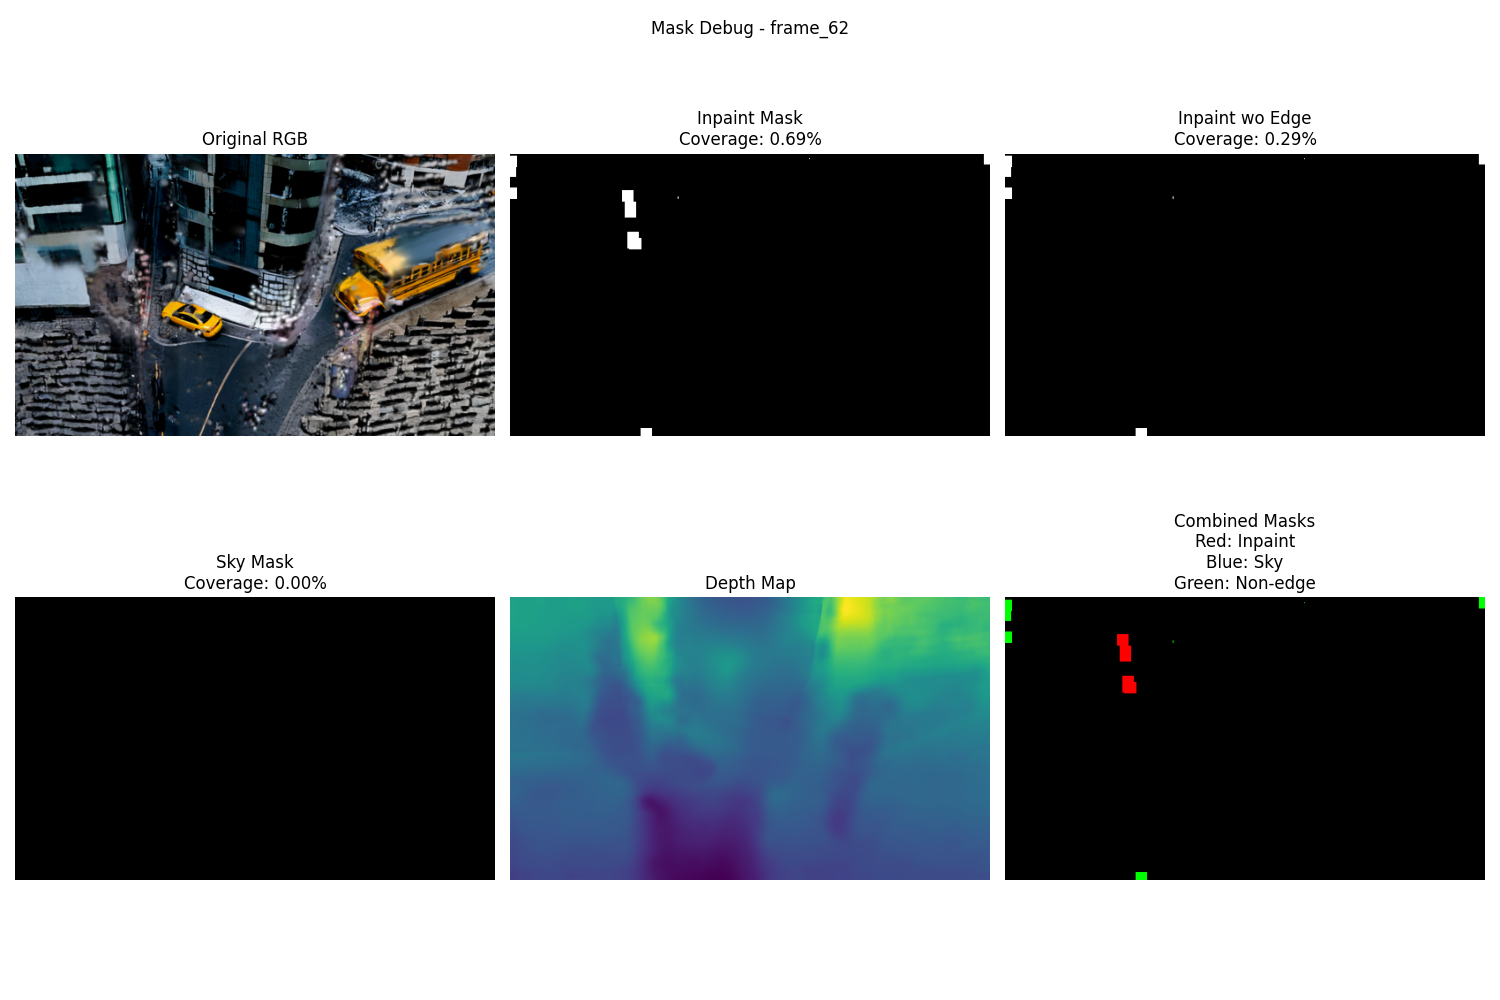 Mask Debug - frame_62
Original RGB
Inpaint Mask
Coverage: 0.69%
Inpaint wo Edge
Coverage: 0.29%
Sky Mask
Coverage: 0.00%
Depth Map
Combined Masks
Red: Inpaint
Blue: Sky
Green: Non-edge